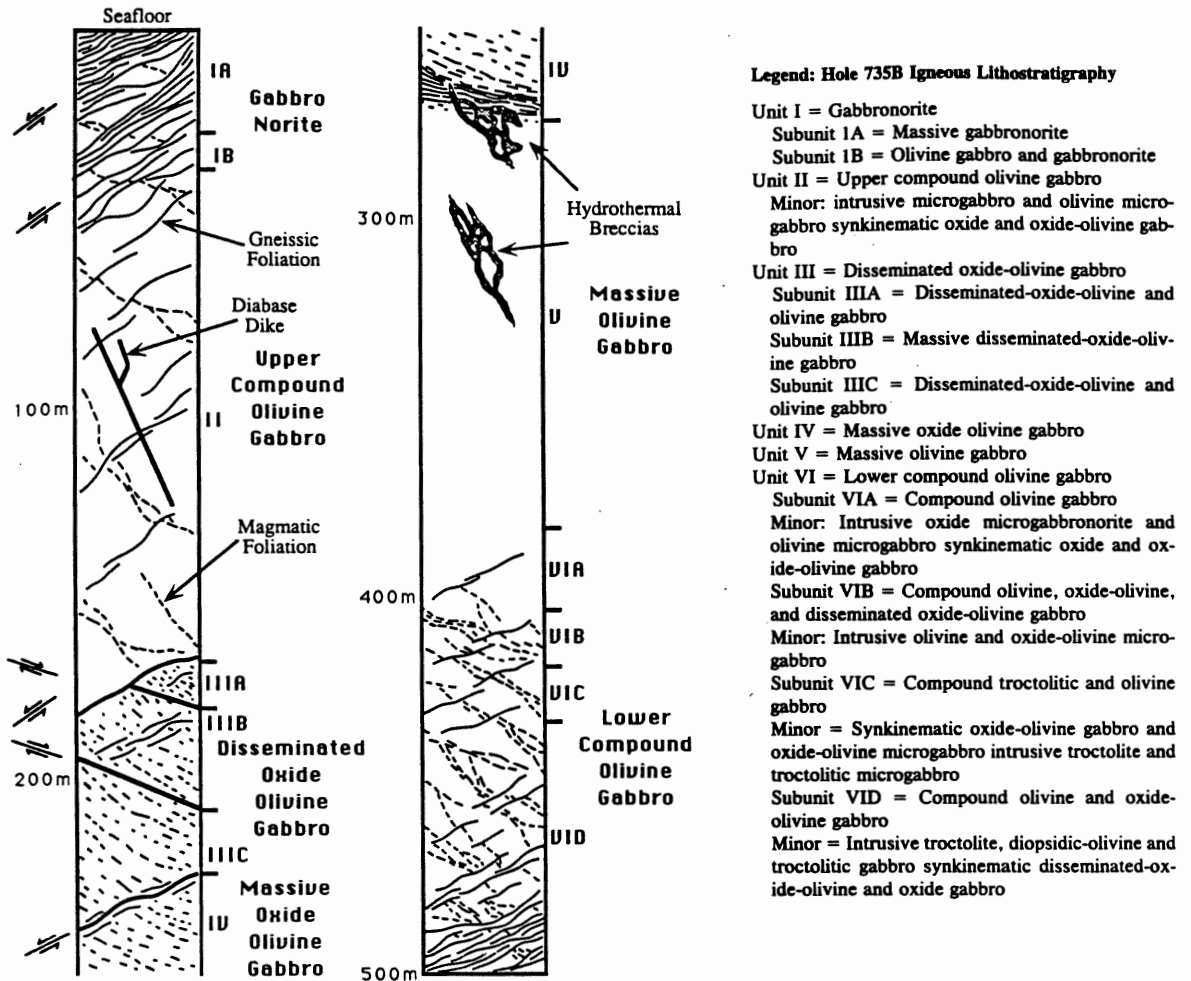 Seafloor
IA
Gabbro
Norite
IB
Gneissic
Foliation
Diabase
Dike
Upper
Compound
Olivine
Gabbro
100m
II
Magmatic
Foliation
IIIA
IIIB
Disseminated
Oxide
Olivine
Gabbro
200m
IIIC
Massive
Oxide
Olivine
Gabbro
IV
IV
Hydrothermal
Breccias
300m
Massive
Olivine
Gabbro
V
VIA
400m
VIB
VIC
Lower
Compound
Olivine
Gabbro
VID
500m
Legend: Hole 735B Igneous Lithostratigraphy
Unit I = Gabbronorite
Subunit 1A = Massive gabbronorite
Subunit 1B = Olivine gabbro and gabbronorite
Unit II = Upper compound olivine gabbro
Minor: intrusive microgabbro and olivine micro-
gabbro synkinematic oxide and oxide-olivine gab-
bro
Unit III = Disseminated oxide-olivine gabbro
Subunit IIIA = Disseminated-oxide-olivine and
olivine gabbro
Subunit IIIB = Massive disseminated-oxide-oliv-
ine gabbro
Subunit IIIC = Disseminated-oxide-olivine and
olivine gabbro
Unit IV = Massive oxide olivine gabbro
Unit V = Massive olivine gabbro
Unit VI = Lower compound olivine gabbro
Subunit VIA = Compound olivine gabbro
Minor: Intrusive oxide microgabbronorite and
olivine microgabbro synkinematic oxide and ox-
ide-olivine gabbro
Subunit VIB = Compound olivine, oxide-olivine,
and disseminated oxide-olivine gabbro
Minor: Intrusive olivine and oxide-olivine micro-
gabbro
Subunit VIC = Compound troctolitic and olivine
gabbro
Minor = Synkinematic oxide-olivine gabbro and
oxide-olivine microgabbro intrusive troctolite and
troctolitic microgabbro
Subunit VID = Compound olivine and oxide-
olivine gabbro
Minor = Intrusive troctolite, diopsidic-olivine and
troctolitic gabbro synkinematic disseminated-ox-
ide-olivine and oxide gabbro